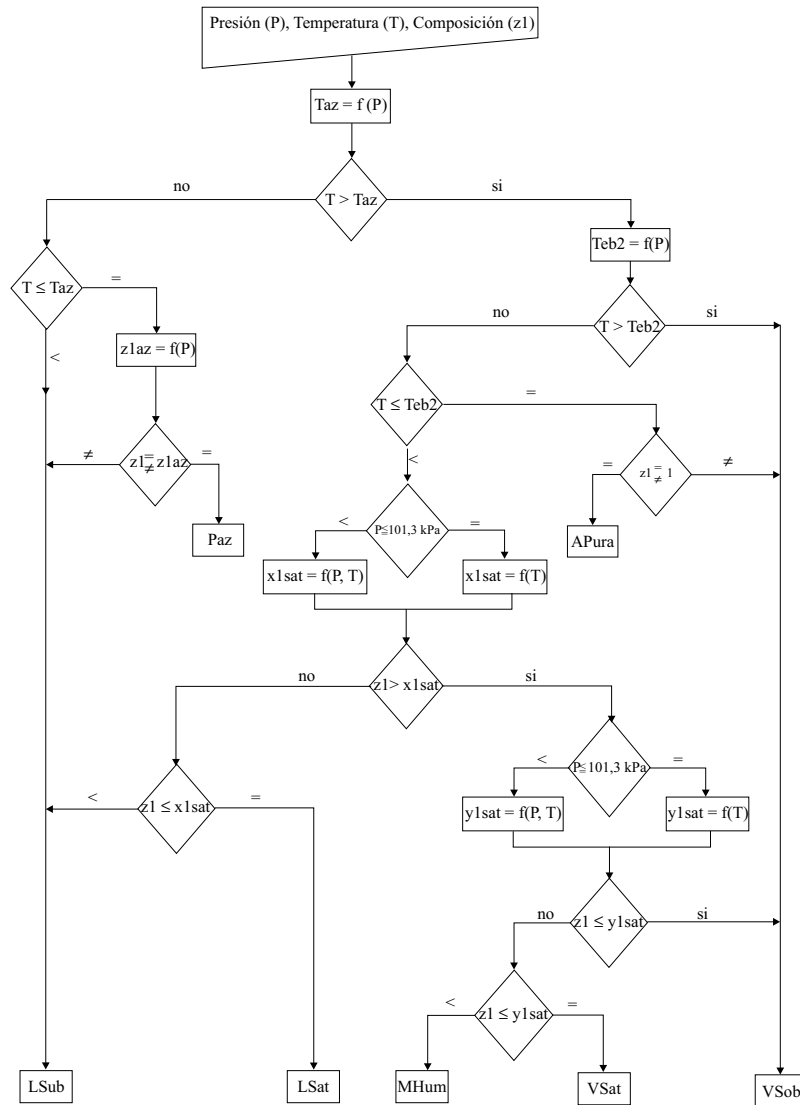 Presión (P), Temperatura (T), Composición (z1)
Taz = f (P)
T > Taz
no
si
Teb2 = f(P)
T ≤ Taz
=
<
T > Teb2
no
si
z1az = f(P)
T ≤ Teb2
=
<
z1 = ≠ z1az
≠
=
z1 = ≠ 1
=
≠
Paz
APura
P≦101,3 kPa
<
=
x1sat = f(P, T)
x1sat = f(T)
z1> x1sat
no
si
P≦101,3 kPa
<
=
z1 ≤ x1sat
<
=
y1sat = f(P, T)
y1sat = f(T)
z1 ≤ y1sat
no
si
z1 ≤ y1sat
<
=
LSub
LSat
MHum
VSat
VSob